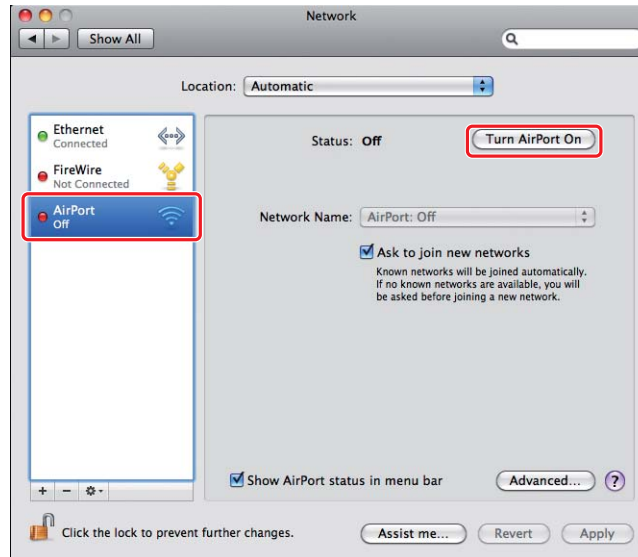 Network
Show All
Location: Automatic
Ethernet
Connected
FireWire
Not Connected
AirPort
Off
Status: Off
Turn AirPort On
Network Name: AirPort: Off
Ask to join new networks
Known networks will be joined automatically.
If no known networks are available, you will
be asked before joining a new network.
Show AirPort status in menu bar
Advanced...
?
Click the lock to prevent further changes.
Assist me...
Revert
Apply